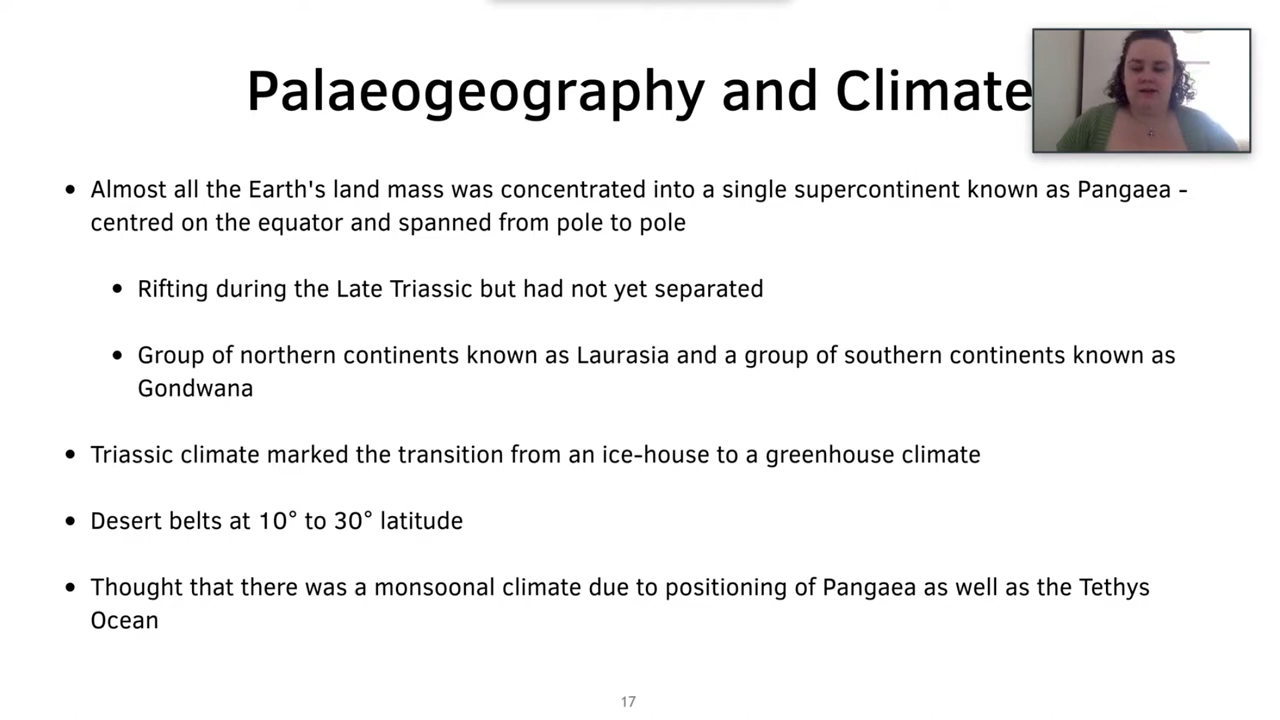 Palaeogeography and Climate
• Almost all the Earth's land mass was concentrated into a single supercontinent known as Pangaea -
centred on the equator and spanned from pole to pole
• Rifting during the Late Triassic but had not yet separated
• Group of northern continents known as Laurasia and a group of southern continents known as
Gondwana
• Triassic climate marked the transition from an ice-house to a greenhouse climate
• Desert belts at 10° to 30° latitude
• Thought that there was a monsoonal climate due to positioning of Pangaea as well as the Tethys
Ocean
17